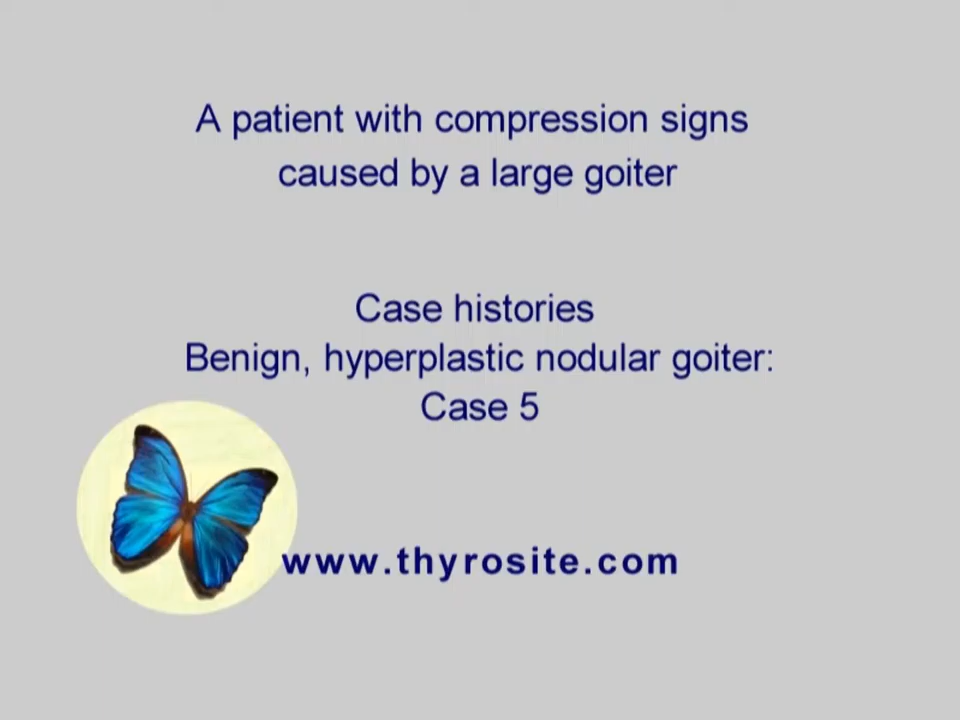 A patient with compression signs
caused by a large goiter
Case histories
Benign, hyperplastic nodular goiter:
Case 5
www.thyrosite.com